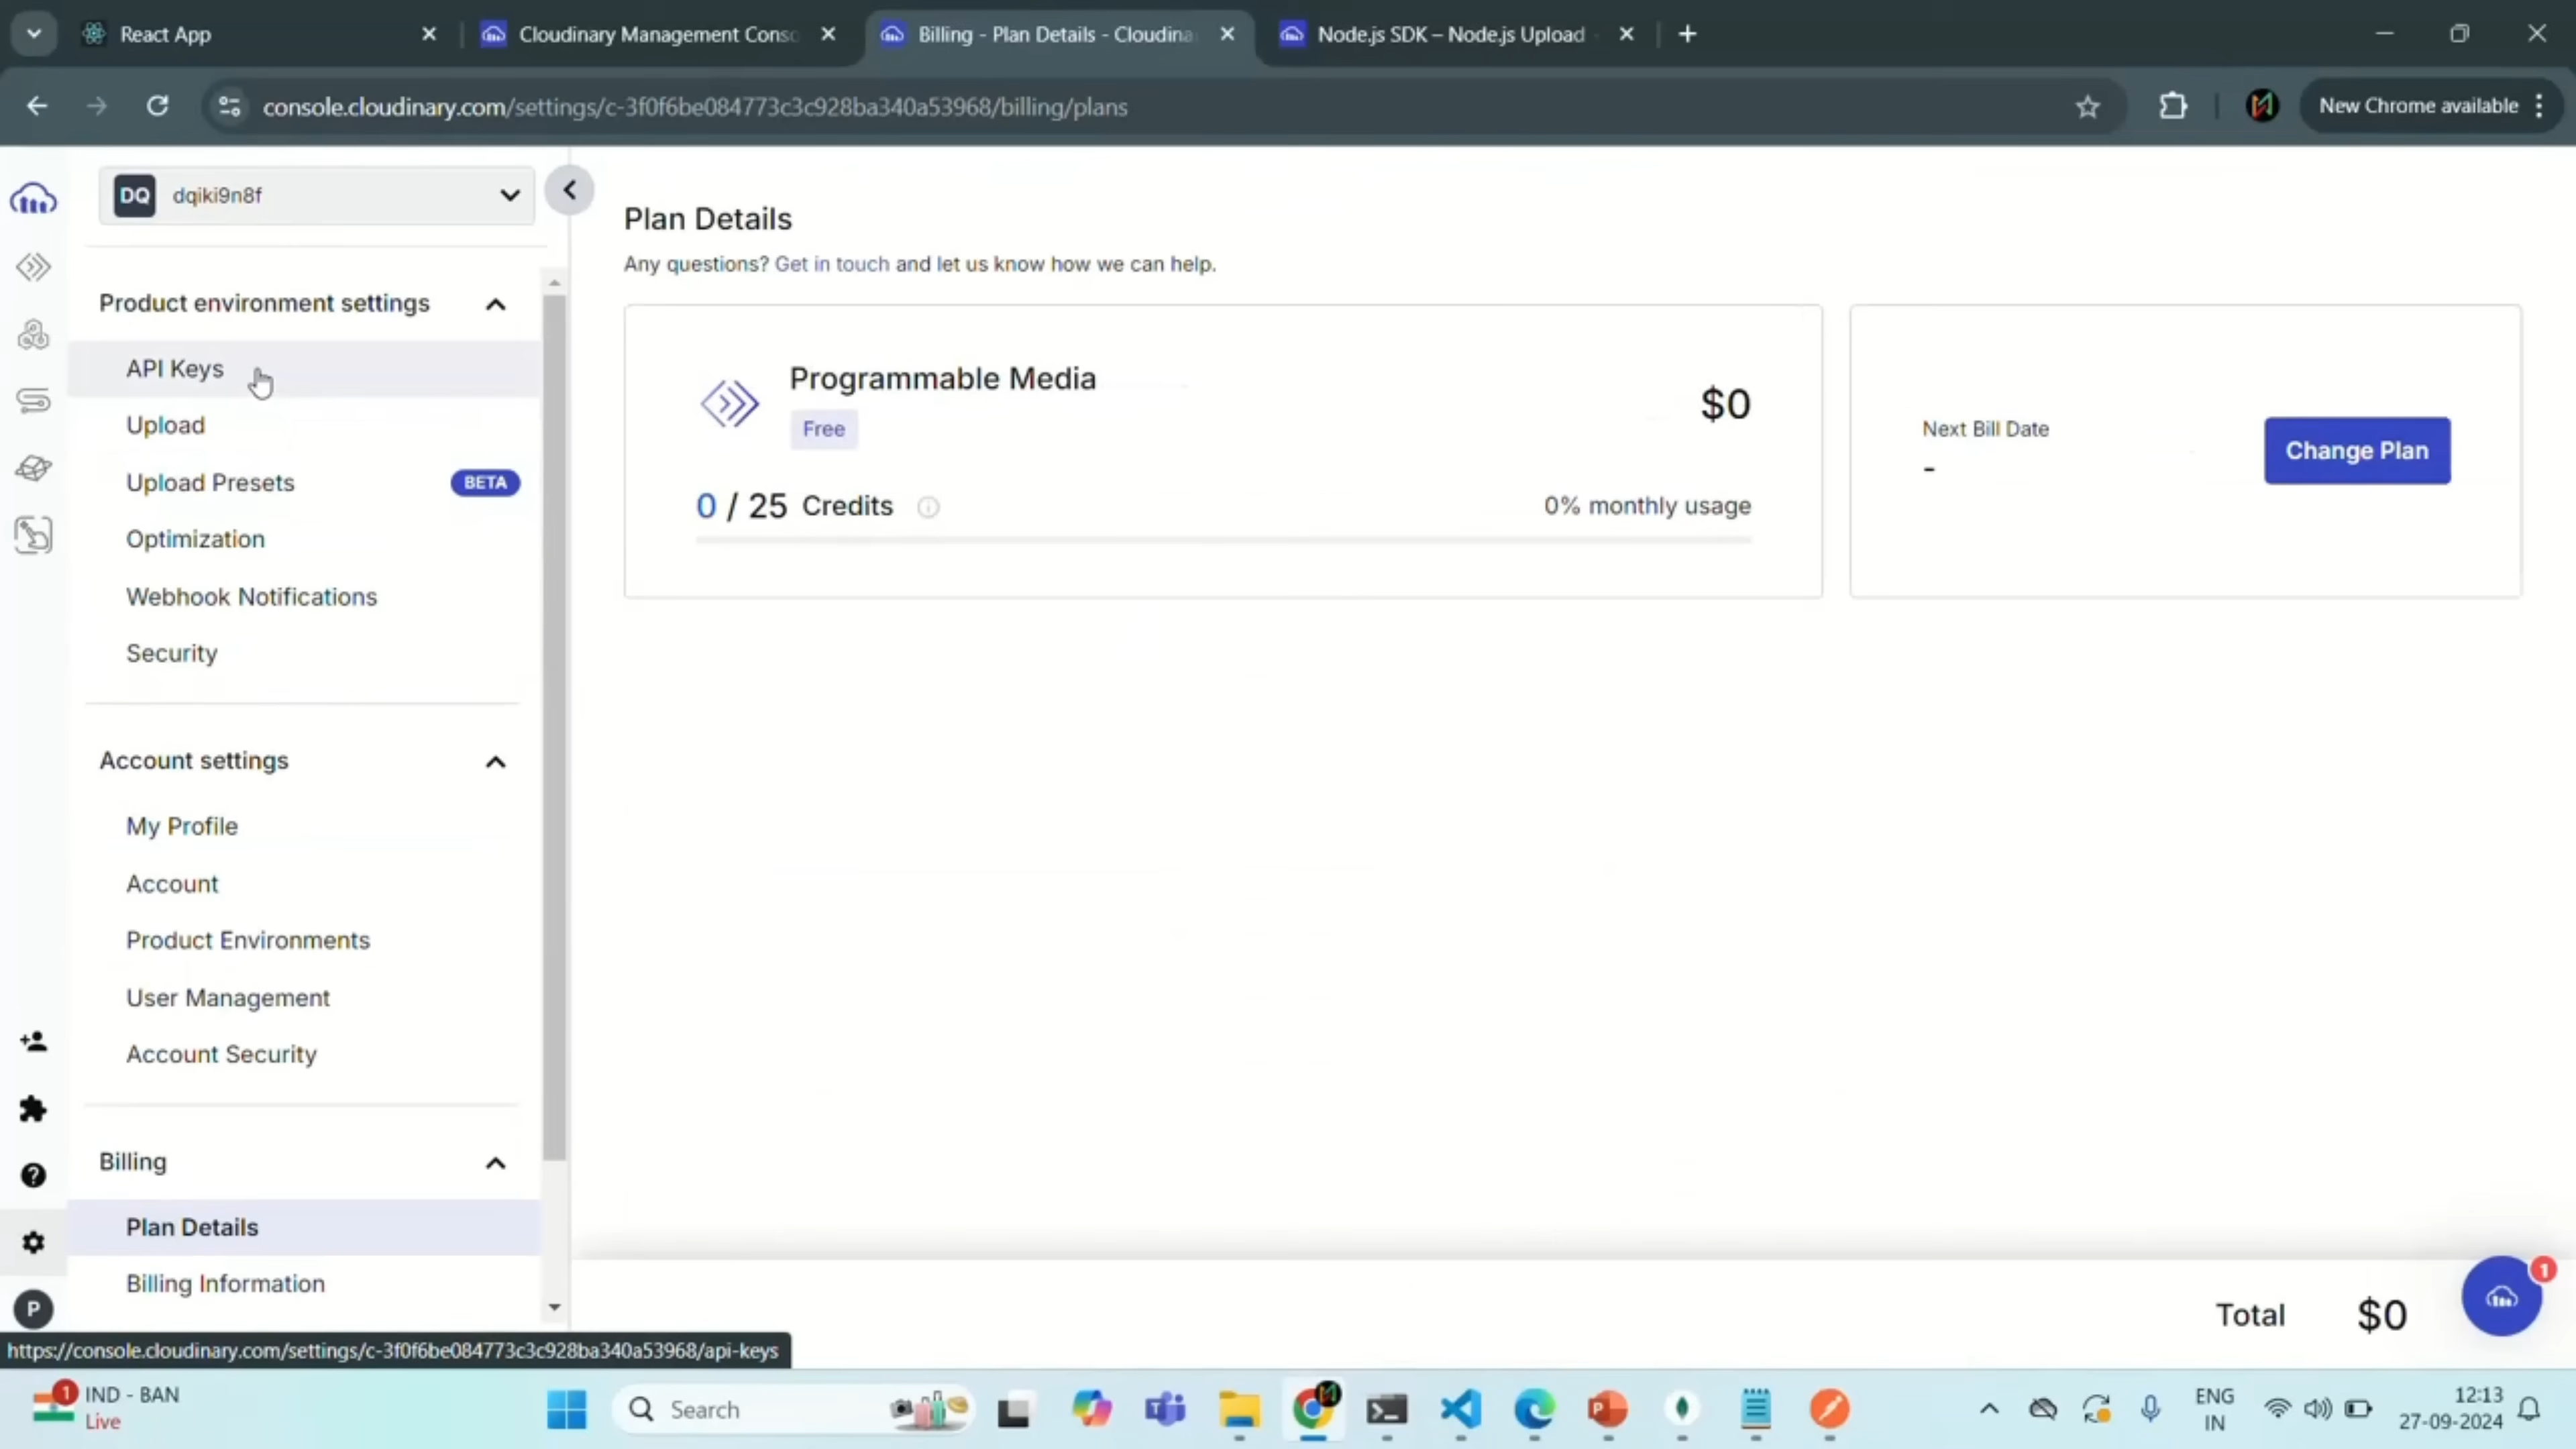 React App
Cloudinary Management Conso
Billing - Plan Details - Cloudina
Node.js SDK – Node.js Upload
console.cloudinary.com/settings/c-3f0f6be084773c3c928ba340a53968/billing/plans
New Chrome available
DQ dqiki9n8f
Product environment settings
API Keys
Upload
Upload Presets BETA
Optimization
Webhook Notifications
Security
Account settings
My Profile
Account
Product Environments
User Management
Account Security
Billing
Plan Details
Billing Information
P
Plan Details
Any questions? Get in touch and let us know how we can help.
Programmable Media
Free
$0
0 / 25 Credits
0% monthly usage
Next Bill Date
-
Change Plan
Total $0
1
https://console.cloudinary.com/settings/c-3f0f6be084773c3c928ba340a53968/api-keys
1
IND - BAN
Live
Search
ENG
IN
12:13
27-09-2024